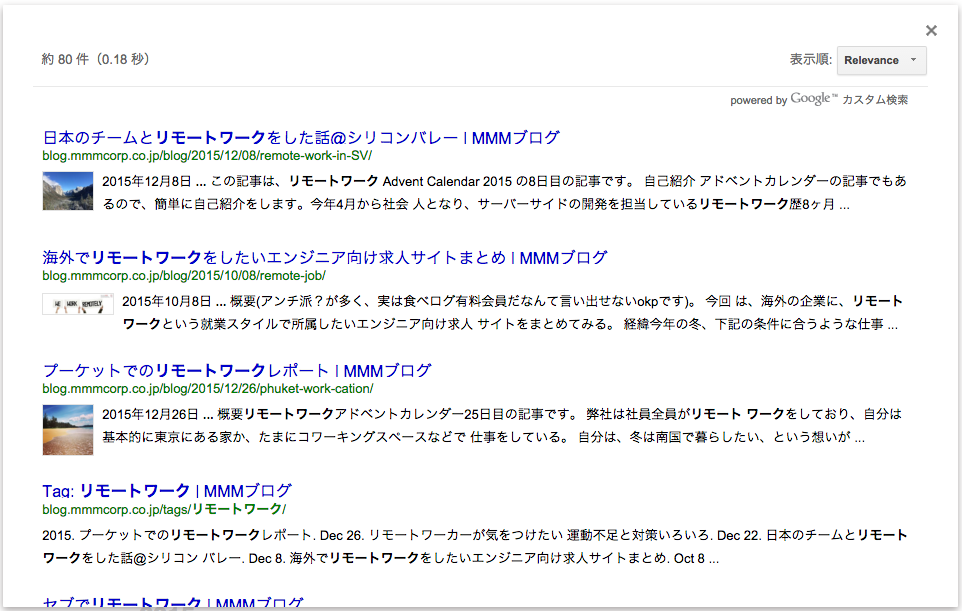 ×
約 80 件（0.18 秒）
表示順: Relevance
powered by Google™ カスタム検索
日本のチームとリモートワークをした話@シリコンバレー | MMMブログ
blog.mmmcorp.co.jp/blog/2015/12/08/remote-work-in-SV/
2015年12月8日 ... この記事は、リモートワーク Advent Calendar 2015 の8日目の記事です。 自己紹介 アドベントカレンダーの記事でもあ
るので、簡単に自己紹介をします。今年4月から社会 人となり、サーバーサイドの開発を担当しているリモートワーク歴8ヶ月 ...
海外でリモートワークをしたいエンジニア向け求人サイトまとめ | MMMブログ
blog.mmmcorp.co.jp/blog/2015/10/08/remote-job/
WE WORK REMOTELY
2015年10月8日 ... 概要(アンチ派？が多く、実は食べログ有料会員だなんて言い出せないokpです)。 今回 は、海外の企業に、リモート
ワークという就業スタイルで所属したいエンジニア向け求人 サイトをまとめてみる。 経緯今年の冬、下記の条件に合うような仕事 ...
プーケットでのリモートワークレポート | MMMブログ
blog.mmmcorp.co.jp/blog/2015/12/26/phuket-work-cation/
2015年12月26日 ... 概要リモートワークアドベントカレンダー25日目の記事です。 弊社は社員全員がリモート ワークをしており、自分は
基本的に東京にある家か、たまにコワーキングスペースなどで 仕事をしている。 自分は、冬は南国で暮らしたい、という想いが ...
Tag: リモートワーク | MMMブログ
blog.mmmcorp.co.jp/tags/リモートワーク/
2015. プーケットでのリモートワークレポート. Dec 26. リモートワーカーが気をつけたい 運動不足と対策いろいろ. Dec 22. 日本のチームとリモート
ワークをした話@シリコン バレー. Dec 8. 海外でリモートワークをしたいエンジニア向け求人サイトまとめ. Oct 8 ...
セブでリモートワーク | MMMブログ